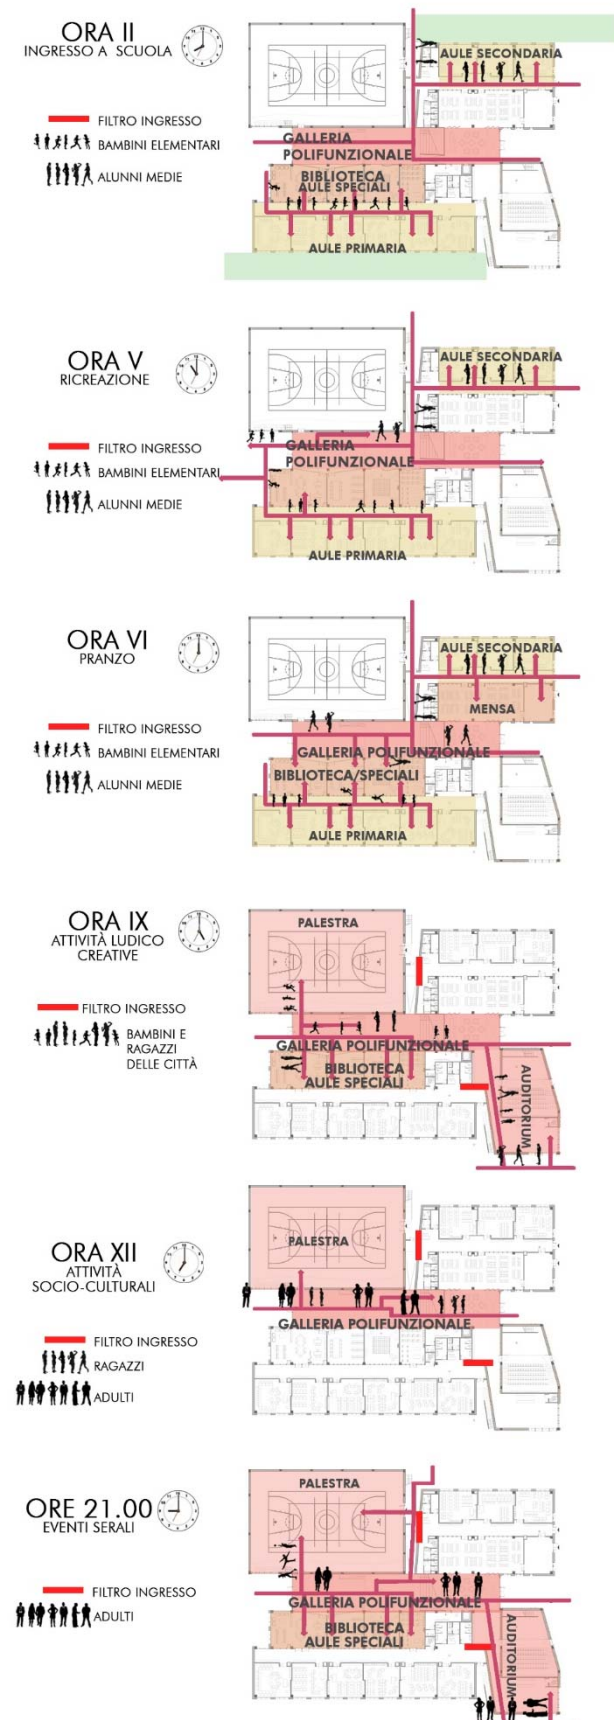 ORA II
INGRESSO A SCUOLA
FILTRO INGRESSO
BAMBINI ELEMENTARI
ALUNNI MEDIE
AULE SECONDARIA
GALLERIA
POLIFUNZIONALE
BIBLIOTECA
AULE SPECIALI
AULE PRIMARIA
ORA V
RICREAZIONE
FILTRO INGRESSO
BAMBINI ELEMENTARI
ALUNNI MEDIE
AULE SECONDARIA
GALLERIA
POLIFUNZIONALE
AULE PRIMARIA
ORA VI
PRANZO
FILTRO INGRESSO
BAMBINI ELEMENTARI
ALUNNI MEDIE
AULE SECONDARIA
MENSA
GALLERIA POLIFUNZIONALE
BIBLIOTECA/SPECIALI
AULE PRIMARIA
ORA IX
ATTIVITÀ LUDICO
CREATIVE
FILTRO INGRESSO
BAMBINI E
RAGAZZI
DELLE CITTÀ
PALESTRA
GALLERIA POLIFUNZIONALE
BIBLIOTECA
AULE SPECIALI
AUDITORIUM
ORA XII
ATTIVITÀ
SOCIO-CULTURALI
FILTRO INGRESSO
RAGAZZI
ADULTI
PALESTRA
GALLERIA POLIFUNZIONALE
ORE 21.00
EVENTI SERALI
FILTRO INGRESSO
ADULTI
PALESTRA
GALLERIA POLIFUNZIONALE
BIBLIOTECA
AULE SPECIALI
AUDITORIUM